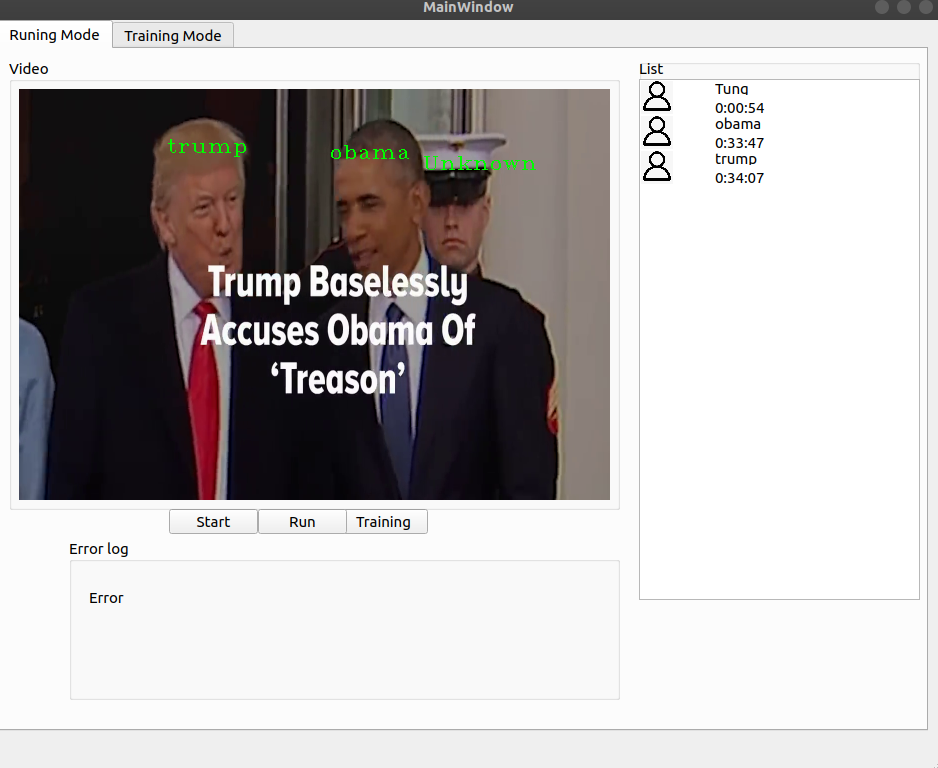 MainWindow
Runing Mode
Training Mode
Video
List
trump
obama
Unknown
Trump Baselessly
Accuses Obama Of
‘Treason’
Tung
0:00:54
obama
0:33:47
trump
0:34:07
Start
Run
Training
Error log
Error